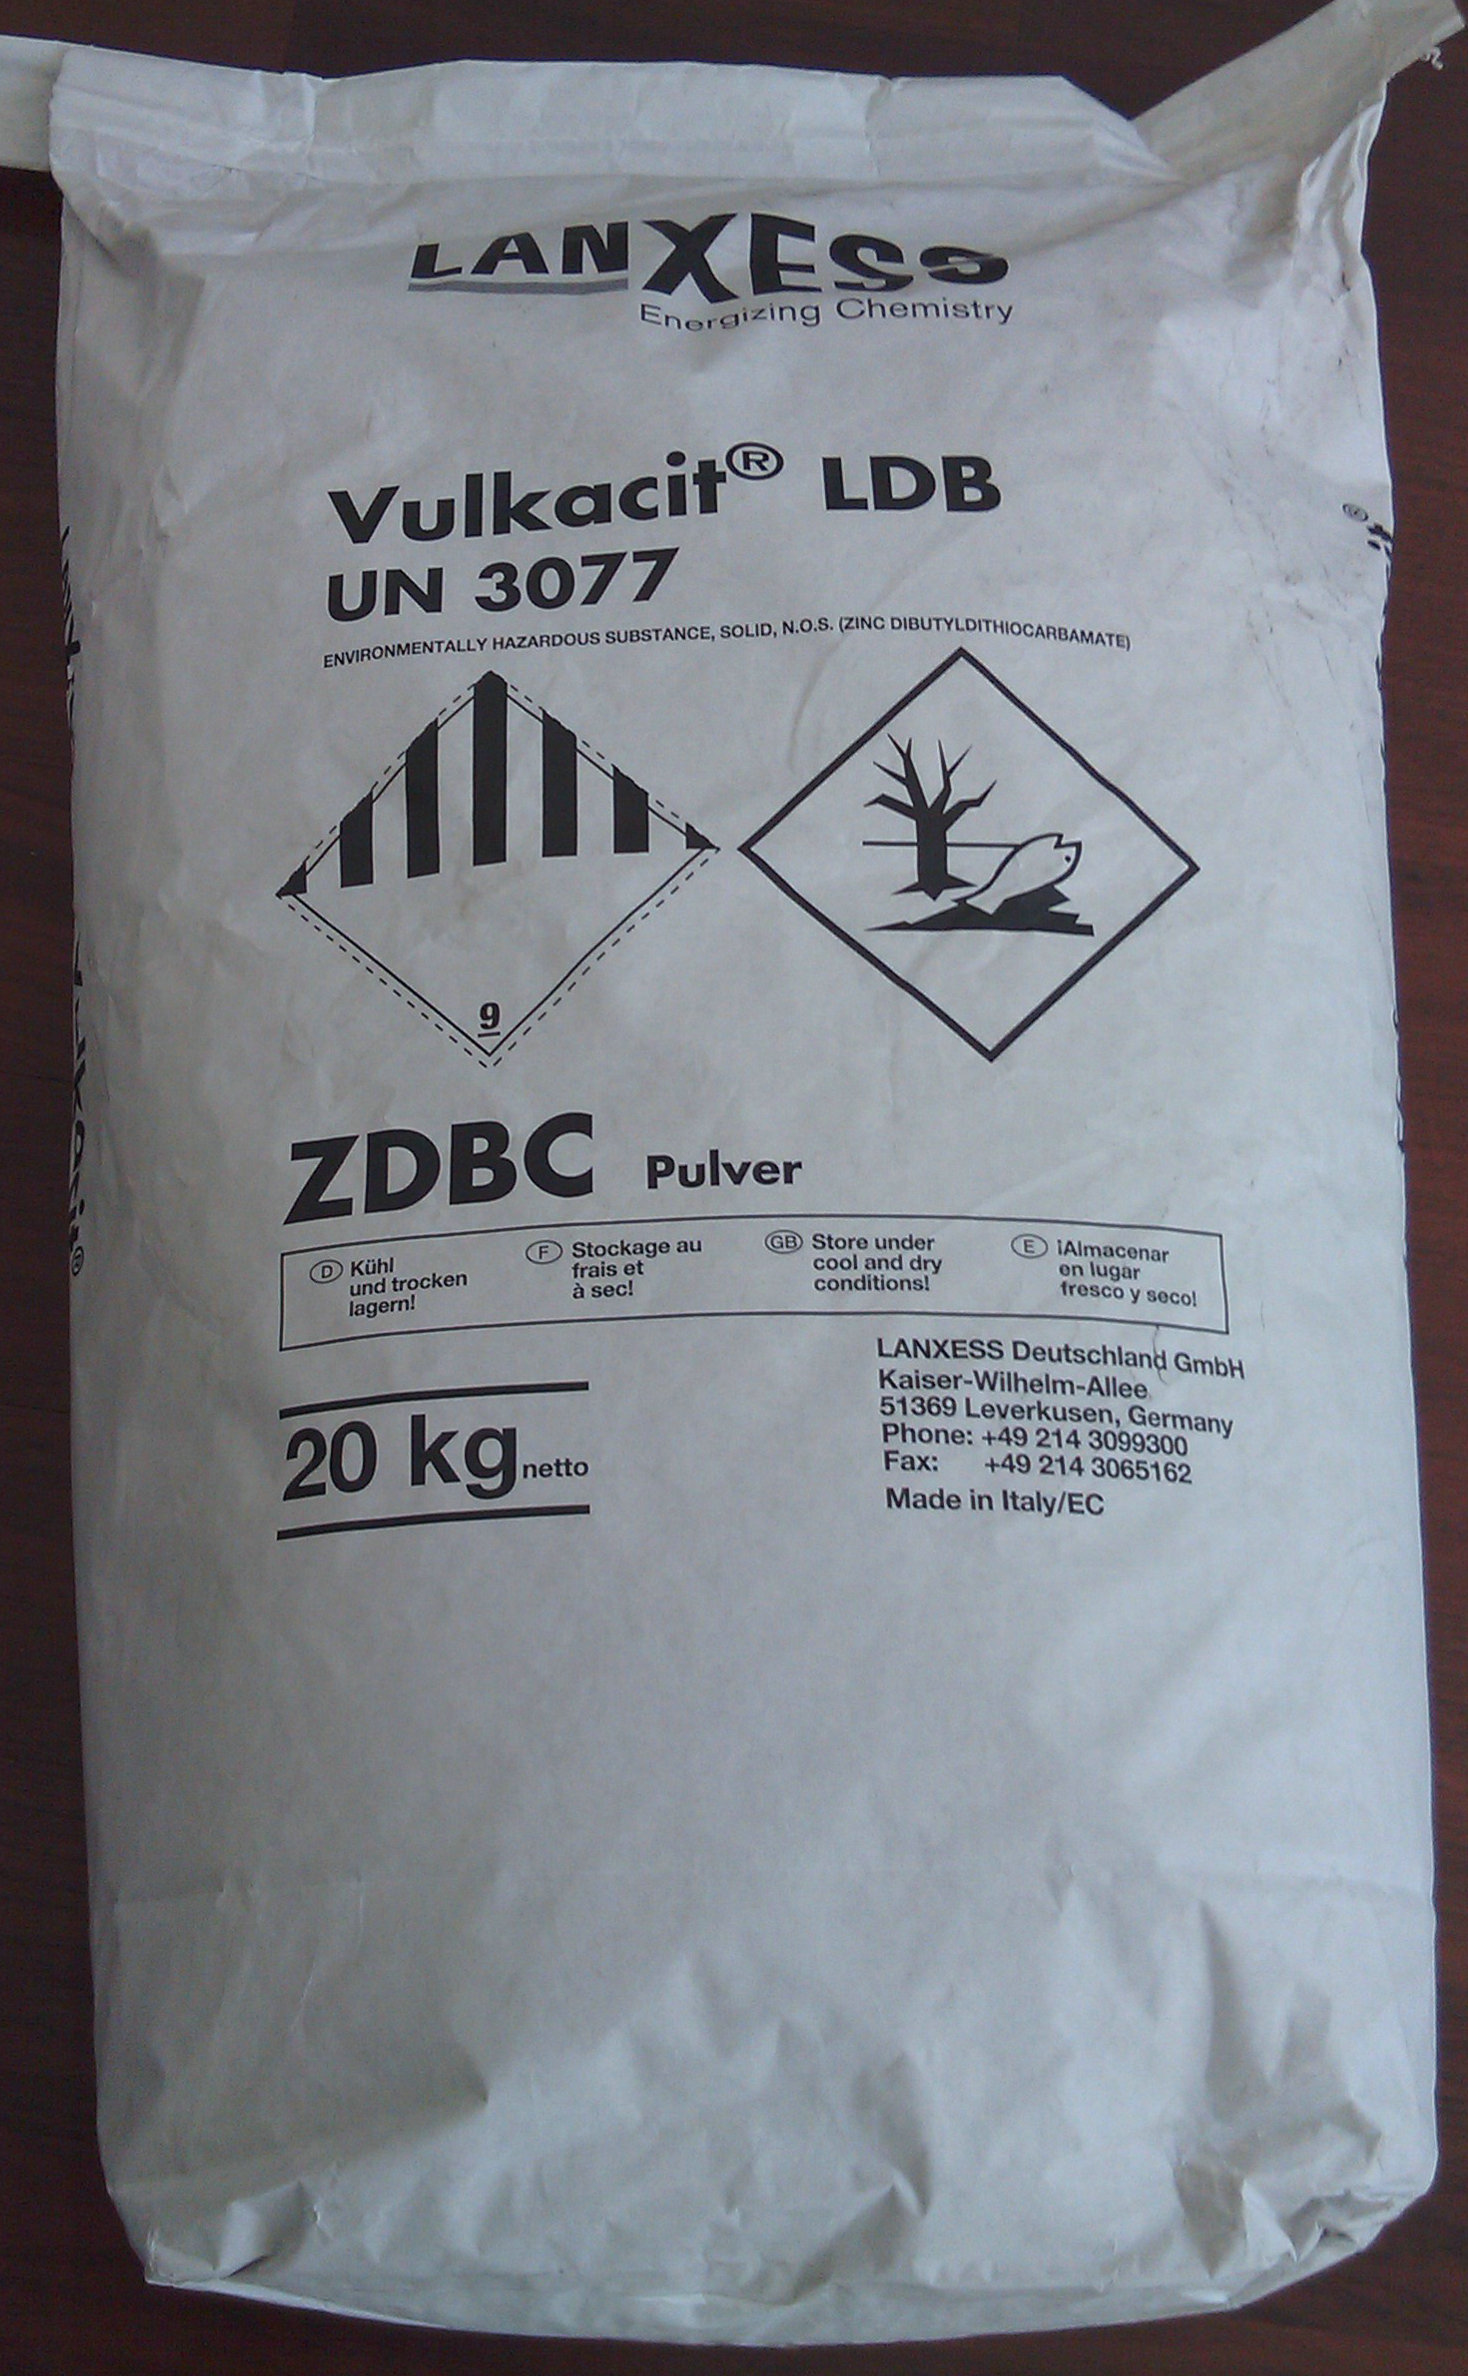 LANXESS
Energizing Chemistry
Vulkacit® LDB
UN 3077
ENVIRONMENTALLY HAZARDOUS SUBSTANCE, SOLID, N.O.S. (ZINC DIBUTYLDITHIOCARBAMATE)
9
ZDBC Pulver
D Kühl
und trocken
lagern!
F Stockage au
frais et
à sec!
GB Store under
cool and dry
conditions!
E ¡Almacenar
en lugar
fresco y seco!
20 kg netto
LANXESS Deutschland GmbH
Kaiser-Wilhelm-Allee
51369 Leverkusen, Germany
Phone: +49 214 3099300
Fax: +49 214 3065162
Made in Italy/EC
Vulkacit®